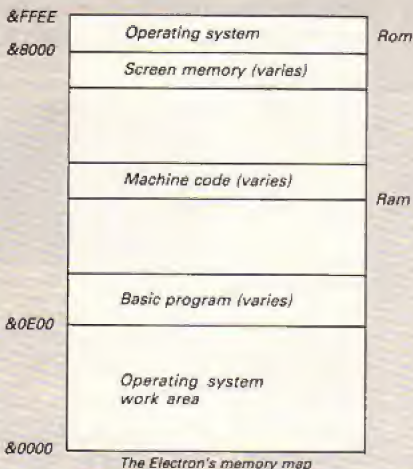 &FFEE
Operating system
Rom
&8000
Screen memory (varies)
Machine code (varies)
Ram
Basic program (varies)
&0E00
Operating system
work area
&0000
The Electron's memory map